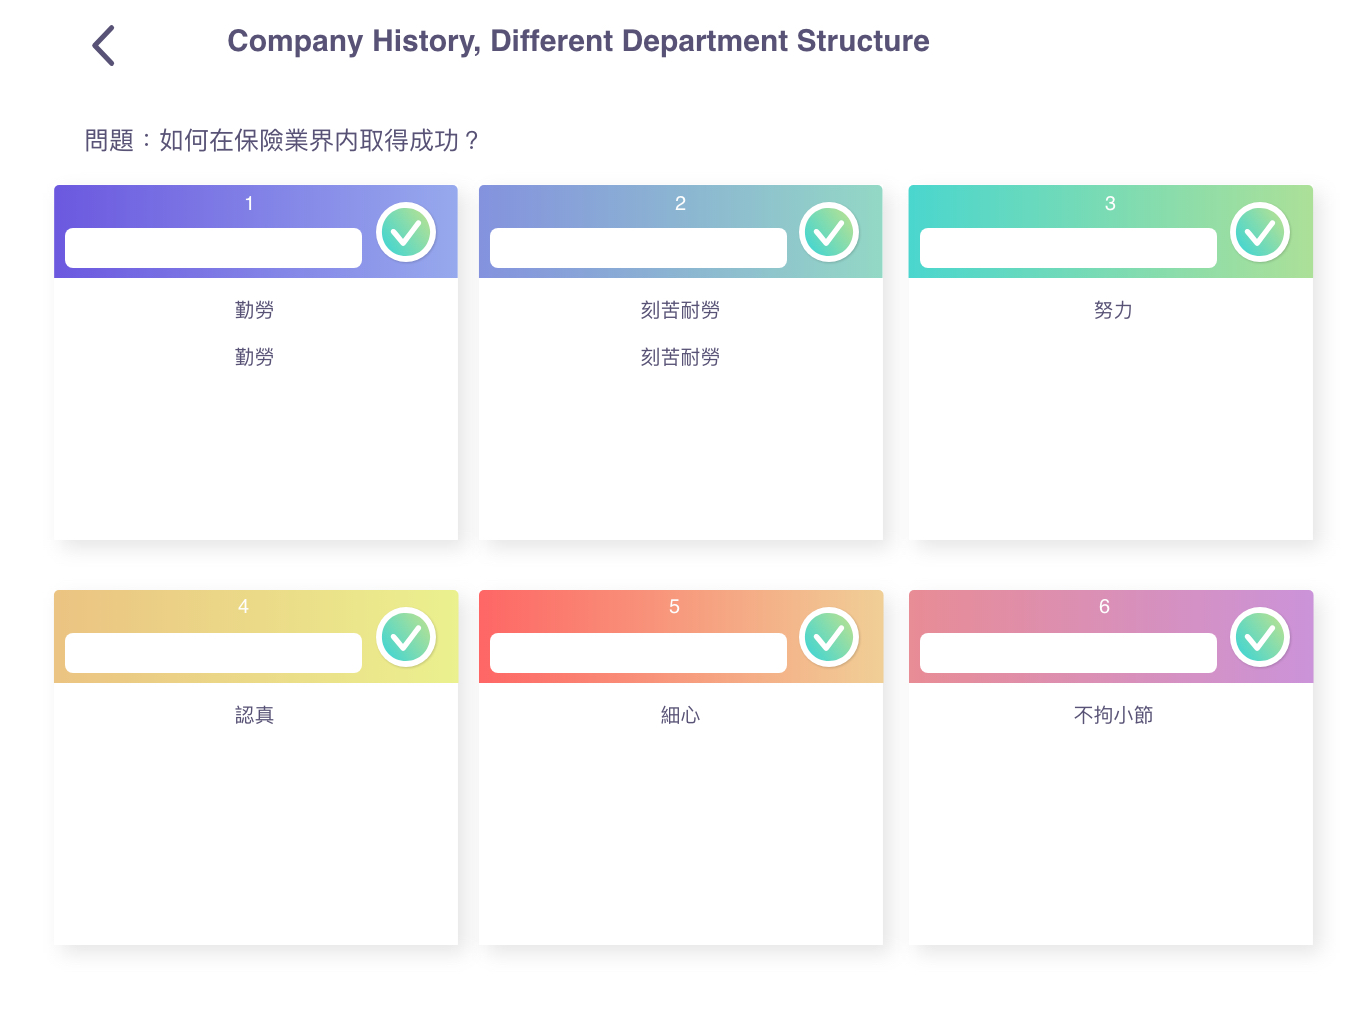 Company History, Different Department Structure
問題：如何在保險業界内取得成功？
1
勤勞
勤勞
2
刻苦耐勞
刻苦耐勞
3
努力
4
認真
5
細心
6
不拘小節